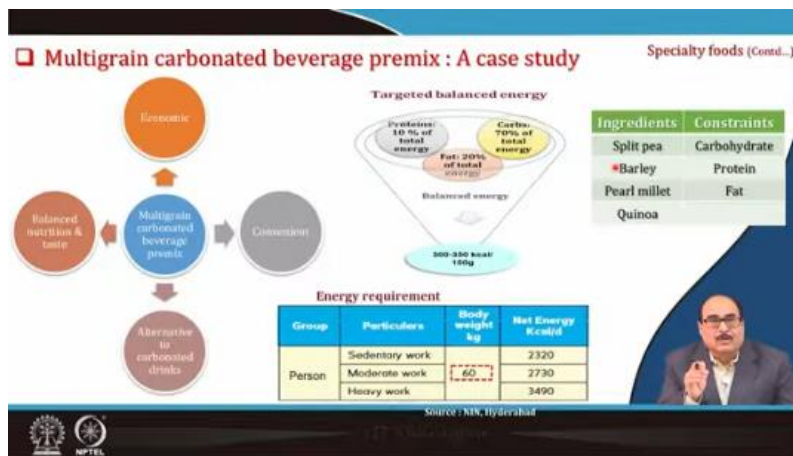 Multigrain carbonated beverage premix : A case study
Specialty foods (Contd...)
Economic
Balanced
nutrition &
taste
Multigrain
carbonated
beverage
premix
Alternative
to
carbonated
drinks
Targeted balanced energy
Proteins:
10 % of
total
energy
Carbs:
70% of
total
energy
Fat: 20%
of total
energy
Balanced energy
300-350 kcal/
100g
Ingredients Constraints
Split pea Carbohydrate
Barley Protein
Pearl millet Fat
Quinoa
Energy requirement
Group Particulers Body weight kg Net Energy Kcal/d
Person
Sedentary work 2320
Moderate work 60 2730
Heavy work 3490
Source : NIN, Hyderabad
NPTEL